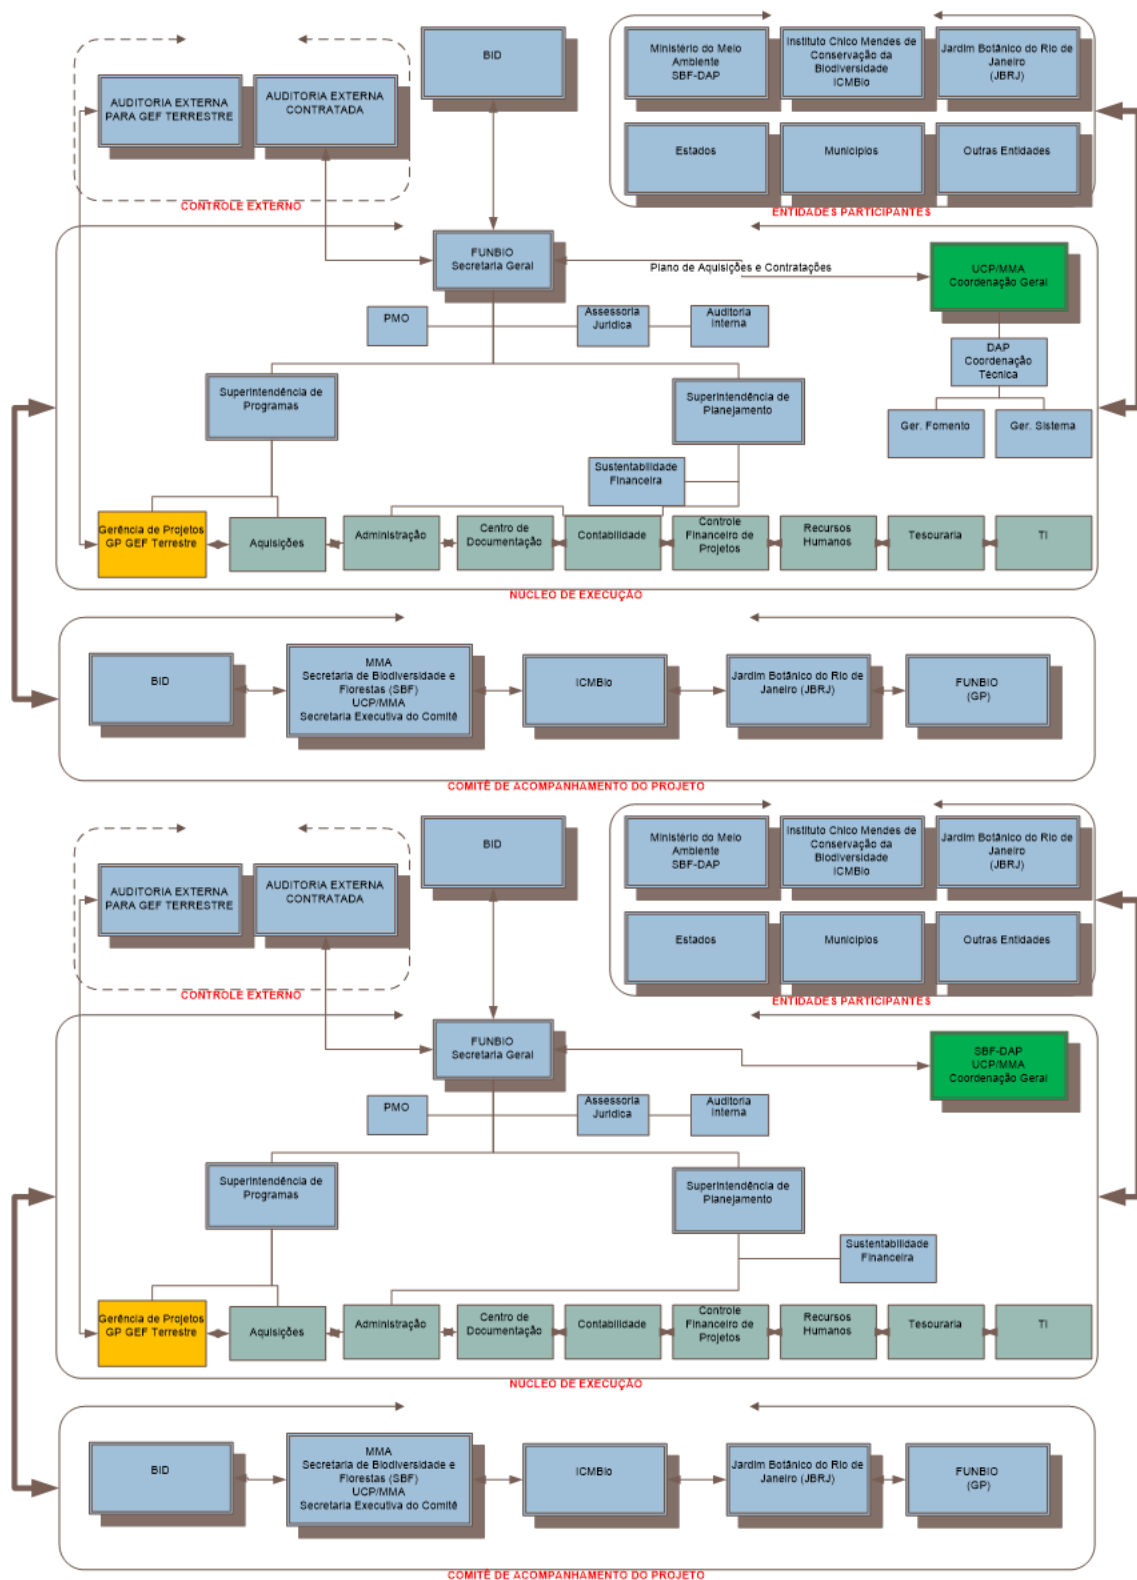 BID
Ministério do Meio
Ambiente
SBF-DAP
Instituto Chico Mendes de
Conservação da
Biodiversidade
ICMBio
Jardim Botânico do Rio de
Janeiro
(JBRJ)
AUDITORIA EXTERNA
PARA GEF TERRESTRE
AUDITORIA EXTERNA
CONTRATADA
Estados
Municípios
Outras Entidades
CONTROLE EXTERNO
ENTIDADES PARTICIPANTES
FUNBIO
Secretaria Geral
Plano de Aquisições e Contratações
UCP/MMA
Coordenação Geral
PMO
Assessoria
Jurídica
Auditoria
Interna
DAP
Coordenação
Técnica
Superintendência de
Programas
Superintendência de
Planejamento
Ger. Fomento
Ger. Sistema
Sustentabilidade
Financeira
Gerência de Projetos
GP GEF Terrestre
Aquisições
Administração
Centro de
Documentação
Contabilidade
Controle
Financeiro de
Projetos
Recursos
Humanos
Tesouraria
TI
NÚCLEO DE EXECUÇÃO
BID
MMA
Secretaria de Biodiversidade e
Florestas (SBF)
UCP/MMA
Secretaria Executiva do Comitê
ICMBio
Jardim Botânico do Rio de
Janeiro (JBRJ)
FUNBIO
(GP)
COMITÊ DE ACOMPANHAMENTO DO PROJETO
BID
Ministério do Meio
Ambiente
SBF-DAP
Instituto Chico Mendes de
Conservação da
Biodiversidade
ICMBio
Jardim Botânico do Rio de
Janeiro
(JBRJ)
AUDITORIA EXTERNA
PARA GEF TERRESTRE
AUDITORIA EXTERNA
CONTRATADA
Estados
Municípios
Outras Entidades
CONTROLE EXTERNO
ENTIDADES PARTICIPANTES
FUNBIO
Secretaria Geral
SBF-DAP
UCP/MMA
Coordenação Geral
PMO
Assessoria
Jurídica
Auditoria
Interna
Superintendência de
Programas
Superintendência de
Planejamento
Sustentabilidade
Financeira
Gerência de Projetos
GP GEF Terrestre
Aquisições
Administração
Centro de
Documentação
Contabilidade
Controle
Financeiro de
Projetos
Recursos
Humanos
Tesouraria
TI
NÚCLEO DE EXECUÇÃO
BID
MMA
Secretaria de Biodiversidade e
Florestas (SBF)
UCP/MMA
Secretaria Executiva do Comitê
ICMBio
Jardim Botânico do Rio de
Janeiro (JBRJ)
FUNBIO
(GP)
COMITÊ DE ACOMPANHAMENTO DO PROJETO